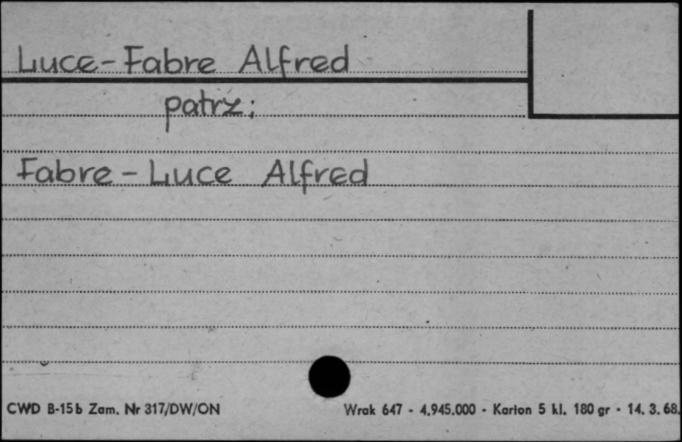 Luce-Fabre Alfred
patrz:
Fabre-Luce Alfred
CWD B-15b Zam. Nr 317/DW/ON Wrak 647 - 4.945.000 - Karton 5 kl. 180 gr - 14. 3. 68.